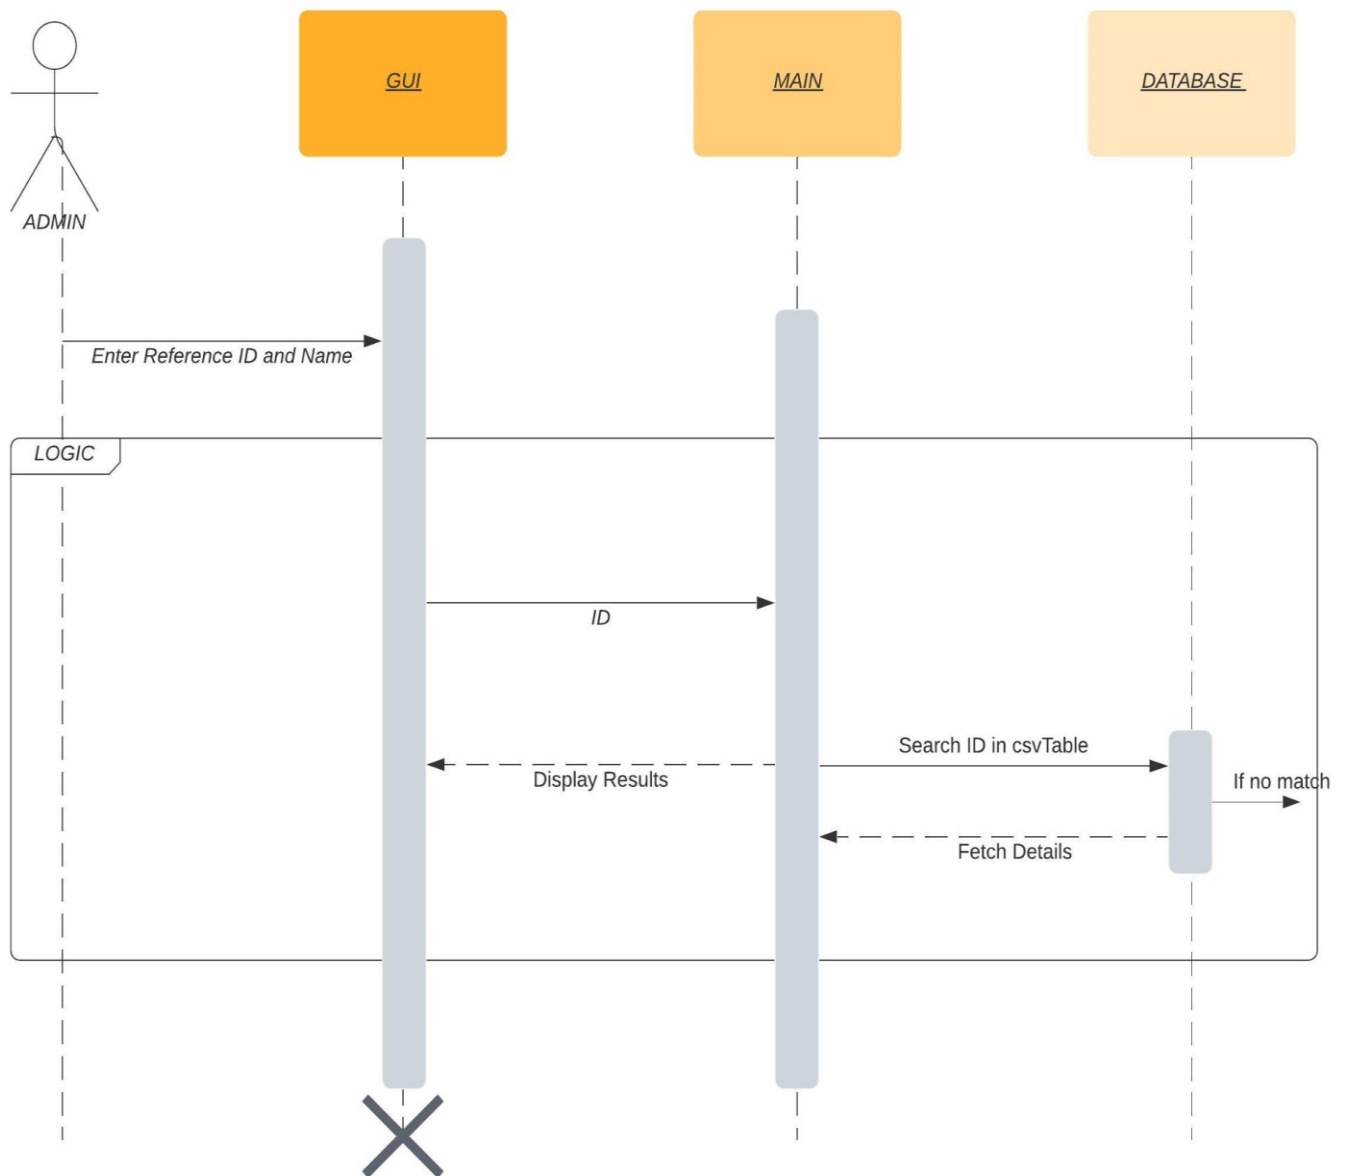 GUI
MAIN
DATABASE
ADMIN
Enter Reference ID and Name
LOGIC
ID
Search ID in csvTable
Display Results
If no match
Fetch Details